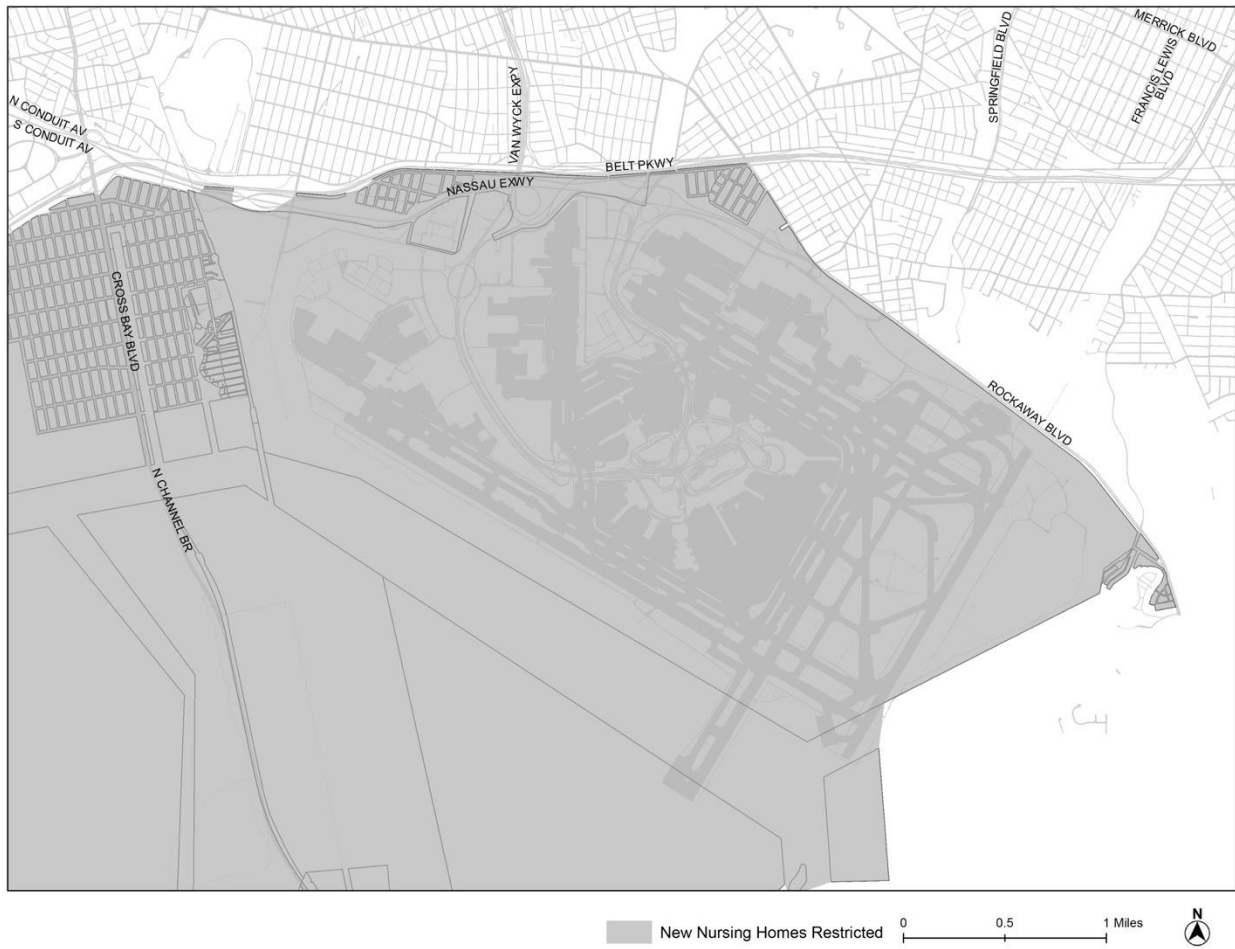 MERRICK BLVD
FRANCIS LEWIS
BLVD
SPRINGFIELD BLVD
VAN WYCK EXPY
N CONDUIT AV
S CONDUIT AV
BELT PKWY
NASSAU EXWY
CROSS BAY BLVD
ROCKAWAY BLVD
N CHANNEL BR
New Nursing Homes Restricted
0 0.5 1 Miles
N